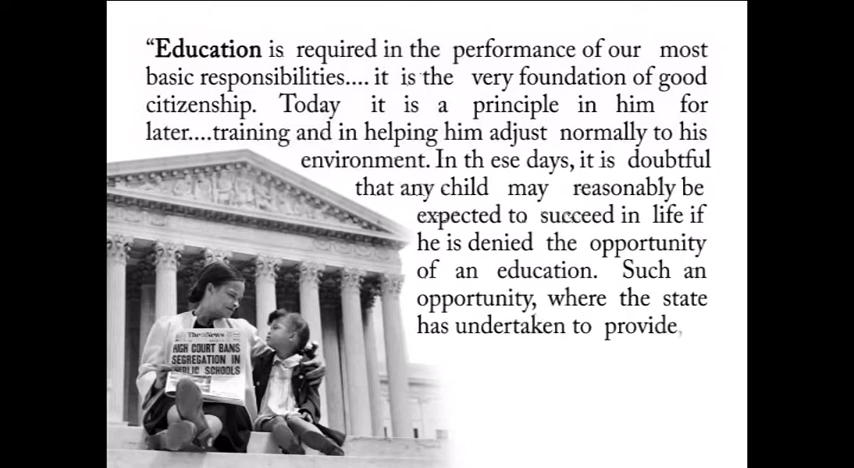 “Education is required in the performance of our most
basic responsibilities.... it is the very foundation of good
citizenship. Today it is a principle in him for
later....training and in helping him adjust normally to his
environment. In th ese days, it is doubtful
that any child may reasonably be
expected to succeed in life if
he is denied the opportunity
of an education. Such an
opportunity, where the state
has undertaken to provide,
The News
HIGH COURT BANS
SEGREGATION IN
PUBLIC SCHOOLS